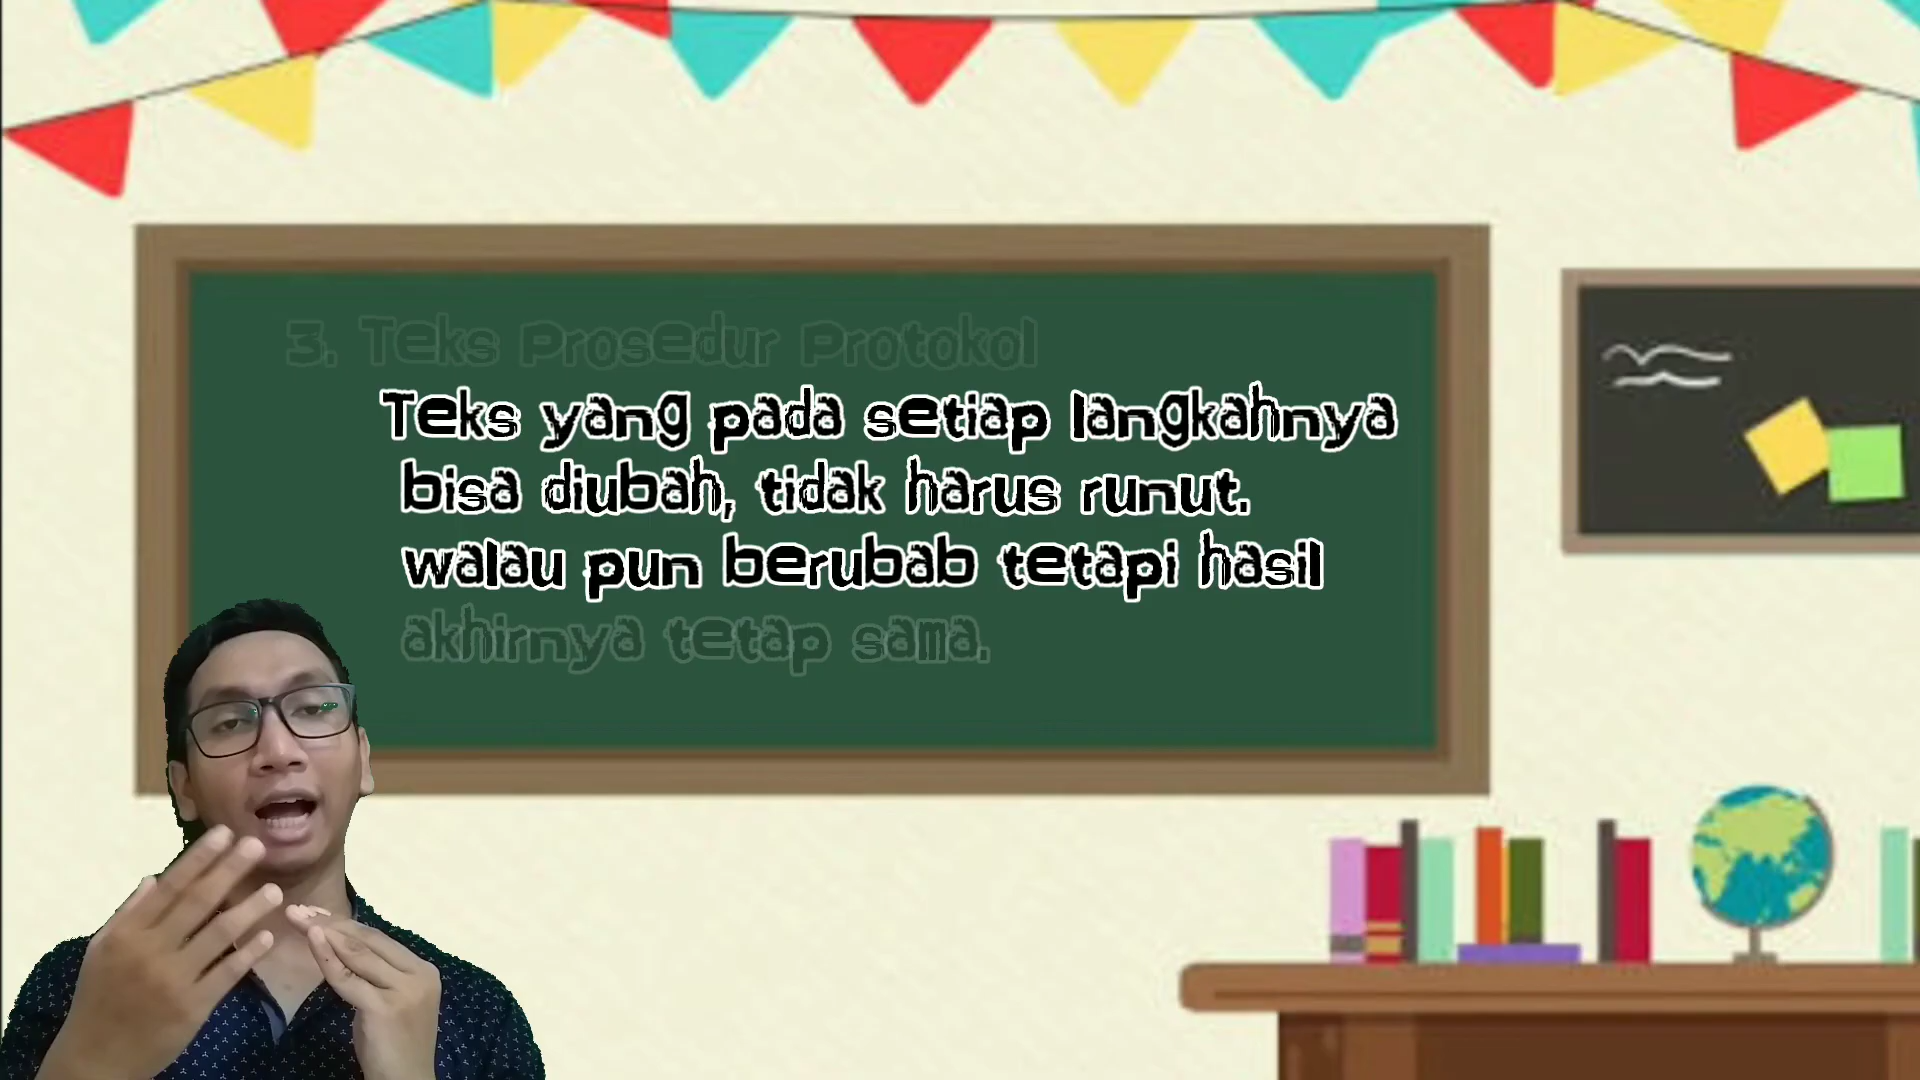 3. Teks Prosedur Protokol
Teks yang pada setiap langkahnya
bisa diubah, tidak harus runut.
walau pun berubab tetapi hasil
akhirnya tetap sama.